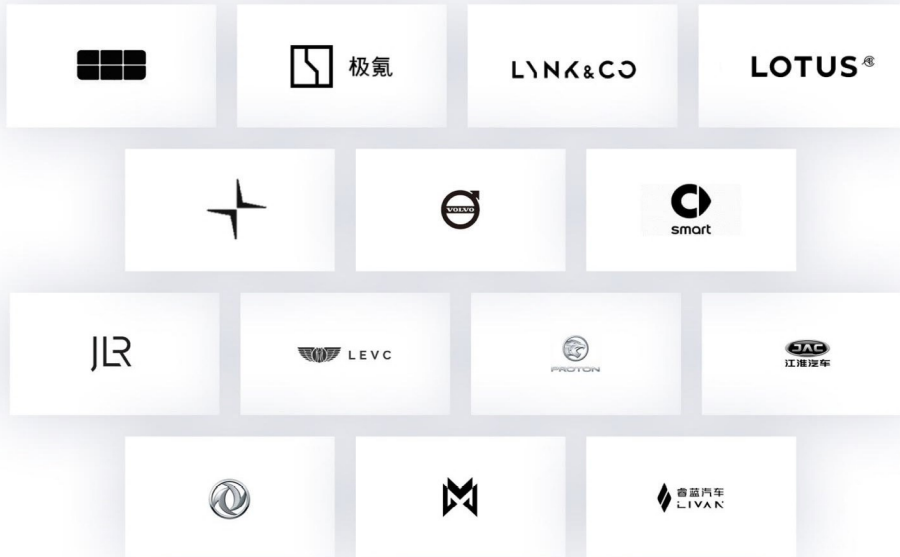 极氪
LYNK&CO
LOTUS
VOLVO
smart
JLR
LEVC
PROTON
JAC
江淮汽车
睿蓝汽车
LIVAN